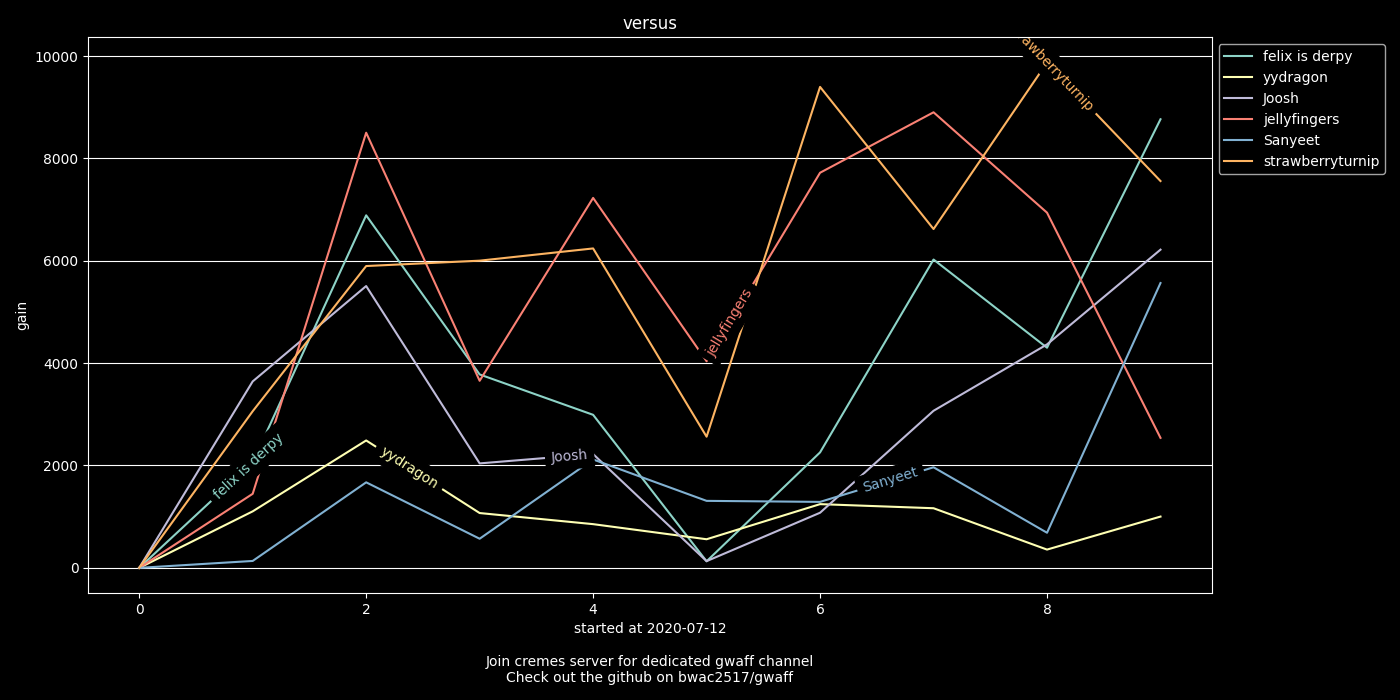 versus
10000
8000
6000
4000
2000
0
gain
felix is derpy
yydragon
Joosh
jellyfingers
Sanyeet
awberryturnip
felix is derpy
yydragon
Joosh
jellyfingers
Sanyeet
strawberryturnip
0 2 4 6 8
started at 2020-07-12
Join cremes server for dedicated gwaff channel
Check out the github on bwac2517/gwaff